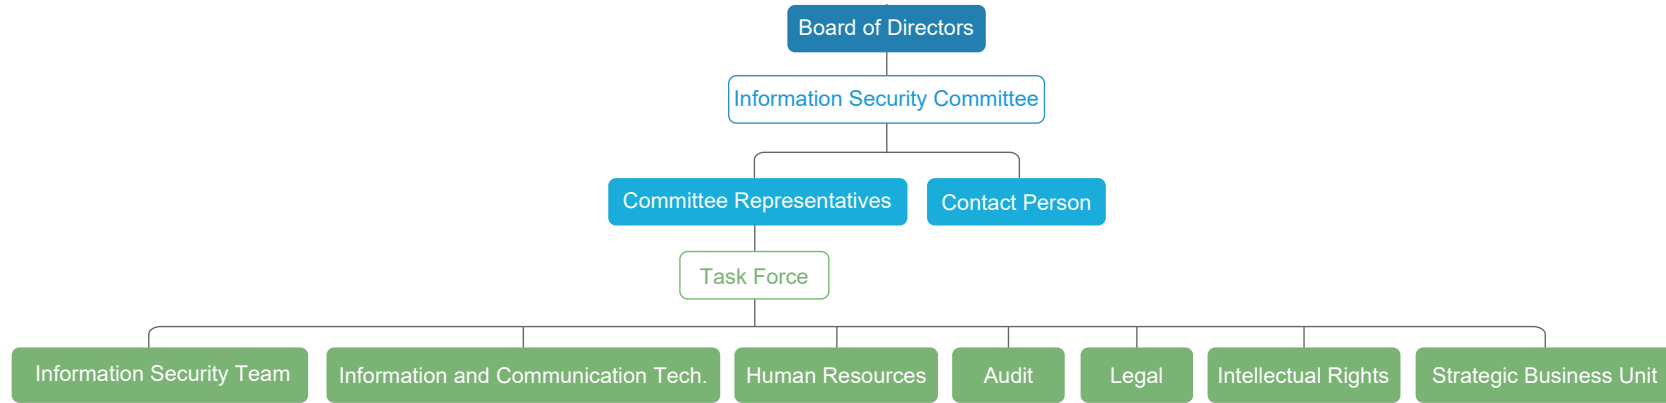 Board of Directors
Information Security Committee
Committee Representatives
Contact Person
Task Force
Information Security Team
Information and Communication Tech.
Human Resources
Audit
Legal
Intellectual Rights
Strategic Business Unit